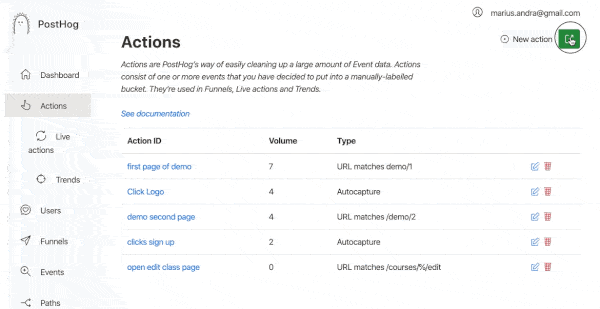 PostHog
marius.andra@gmail.com
New action
Actions
Actions are PostHog's way of easily cleaning up a large amount of Event data. Actions
consist of one or more events that you have decided to put into a manually-labelled
bucket. They're used in Funnels, Live actions and Trends.
See documentation
Dashboard
Actions
Live
actions
Trends
Users
Funnels
Events
Paths
Action ID Volume Type
first page of demo 7 URL matches demo/1
Click Logo 4 Autocapture
demo second page 4 URL matches /demo/2
clicks sign up 2 Autocapture
open edit class page 0 URL matches /courses/%/edit